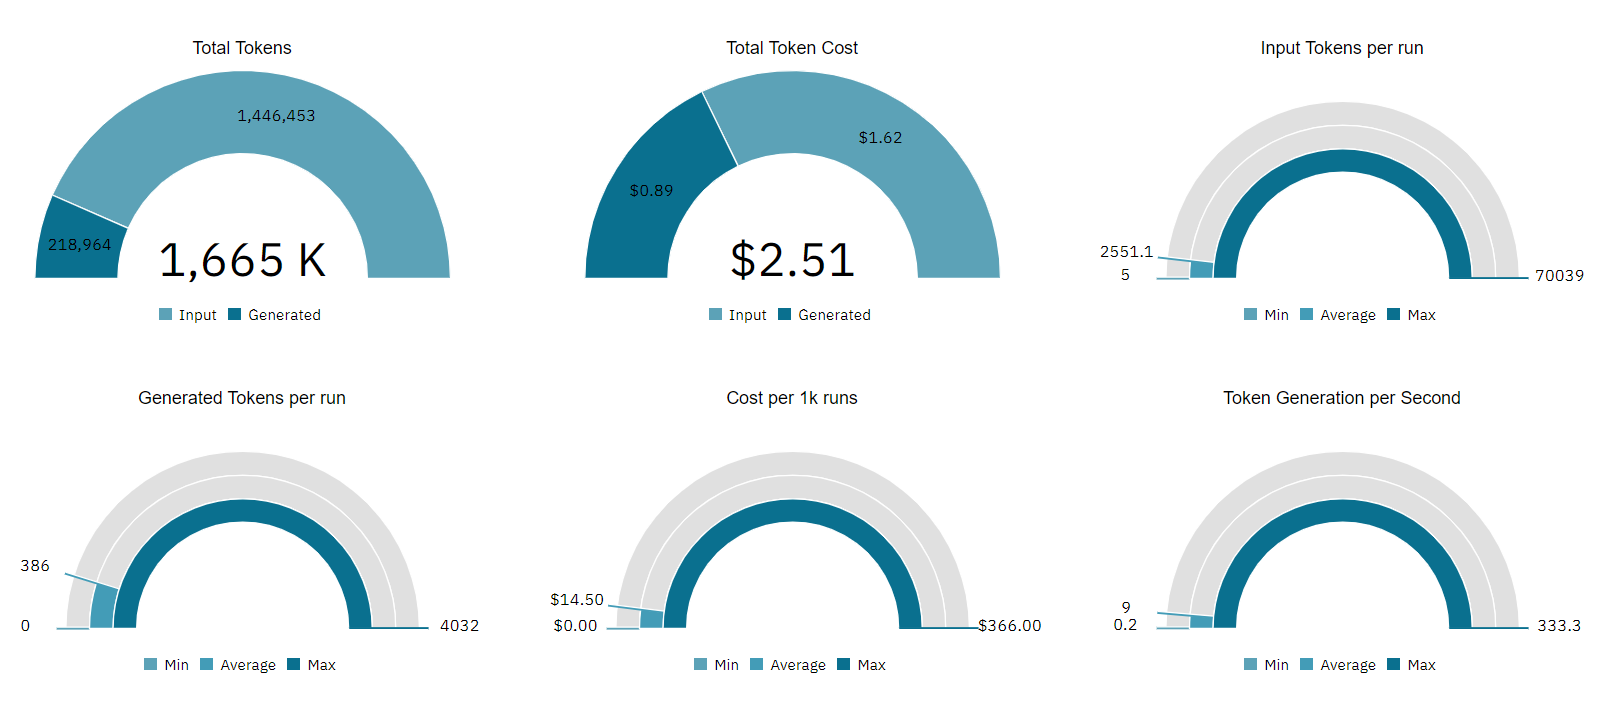 Total Tokens
1,446,453
218,964
1,665 K
Input Generated
Total Token Cost
$1.62
$0.89
$2.51
Input Generated
Input Tokens per run
2551.1
5
70039
Min Average Max
Generated Tokens per run
386
0
4032
Min Average Max
Cost per 1k runs
$14.50
$0.00
$366.00
Min Average Max
Token Generation per Second
9
0.2
333.3
Min Average Max